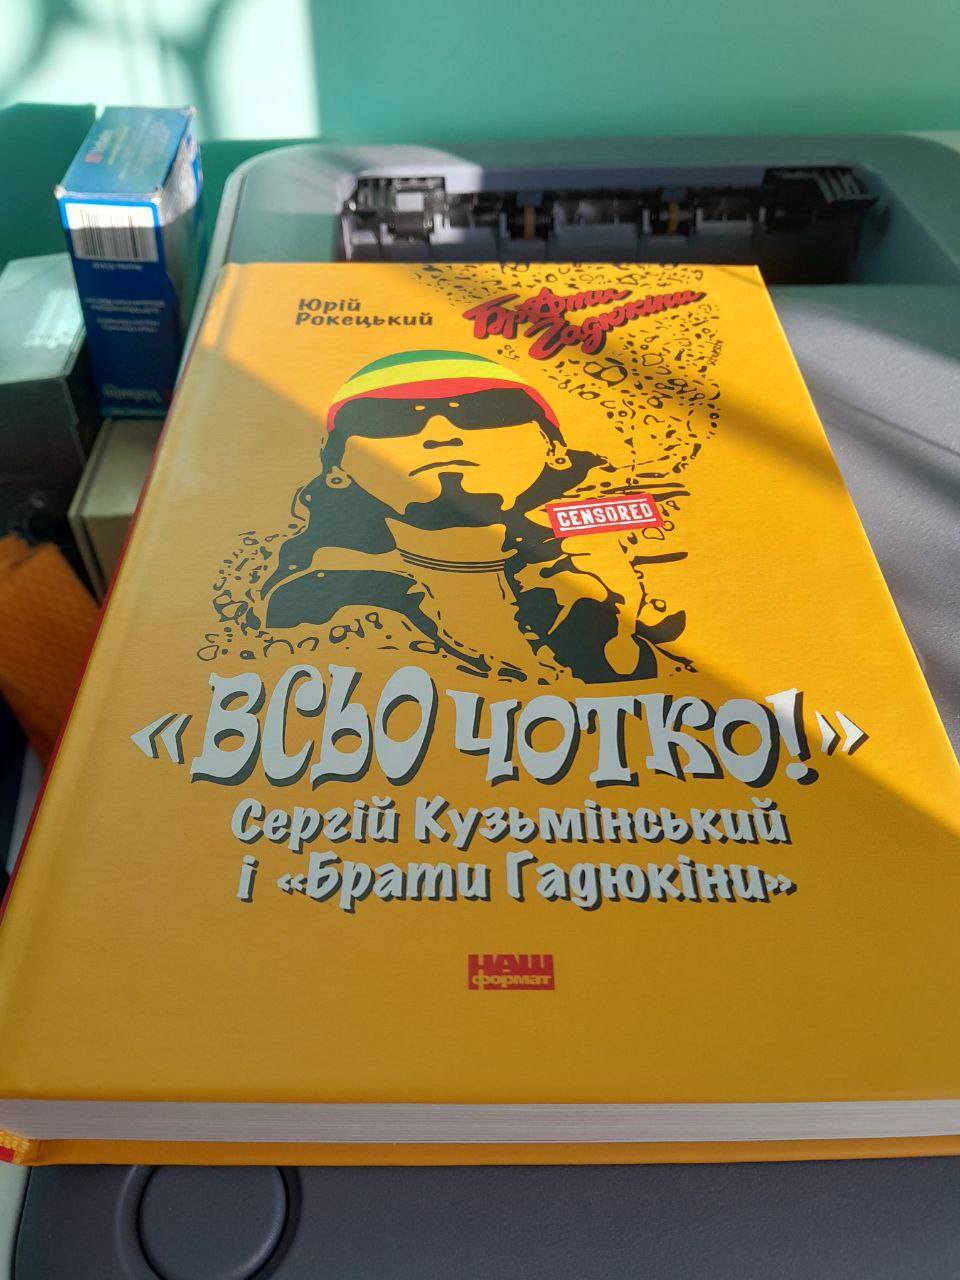 Юрій
Рокецький
Брати
Гадюкіни
CENSORED
«ВСЬО ЧОТКО!»
Сергій Кузьмінський
і «Брати Гадюкіни»
НАШ
формат